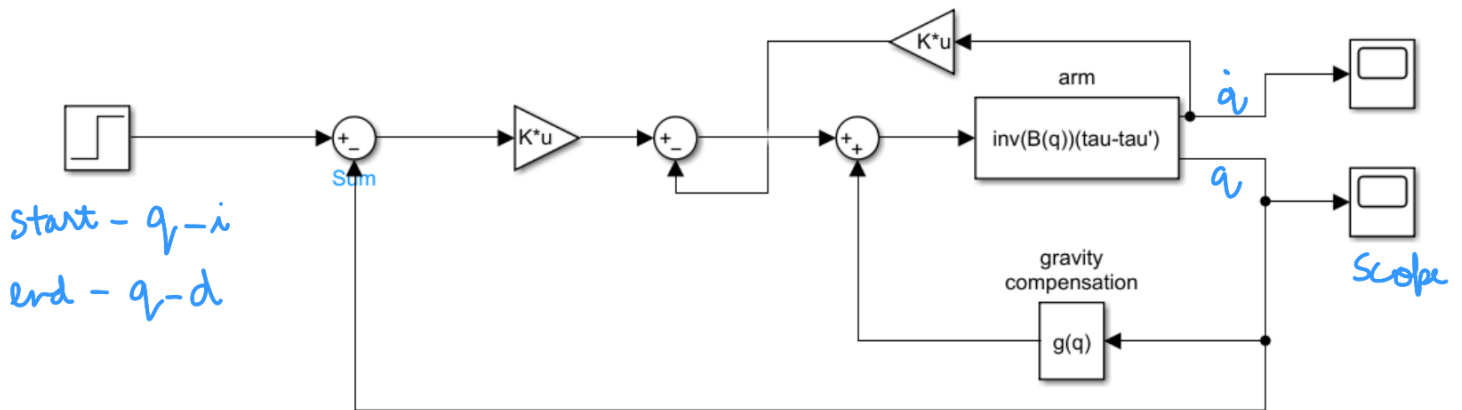 K*u
arm
q̇
inv(B(q))(tau-tau')
K*u
Sum
q
start - q-i
end - q-d
Scope
gravity
compensation
g(q)